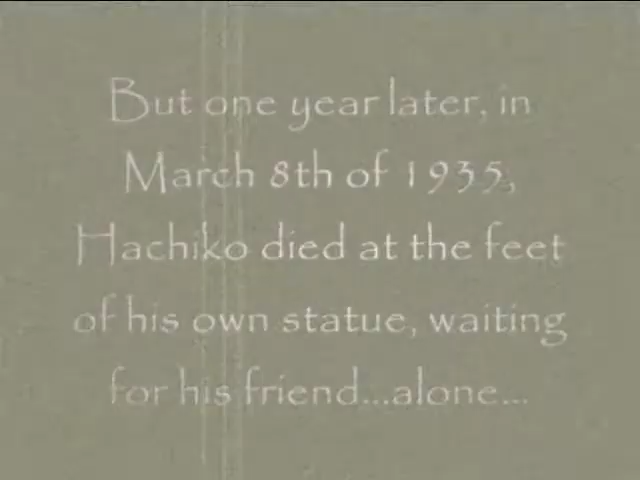 But one year later, in
March 8th of 1935,
Hachiko died at the feet
of his own statue, waiting
for his friend...alone...